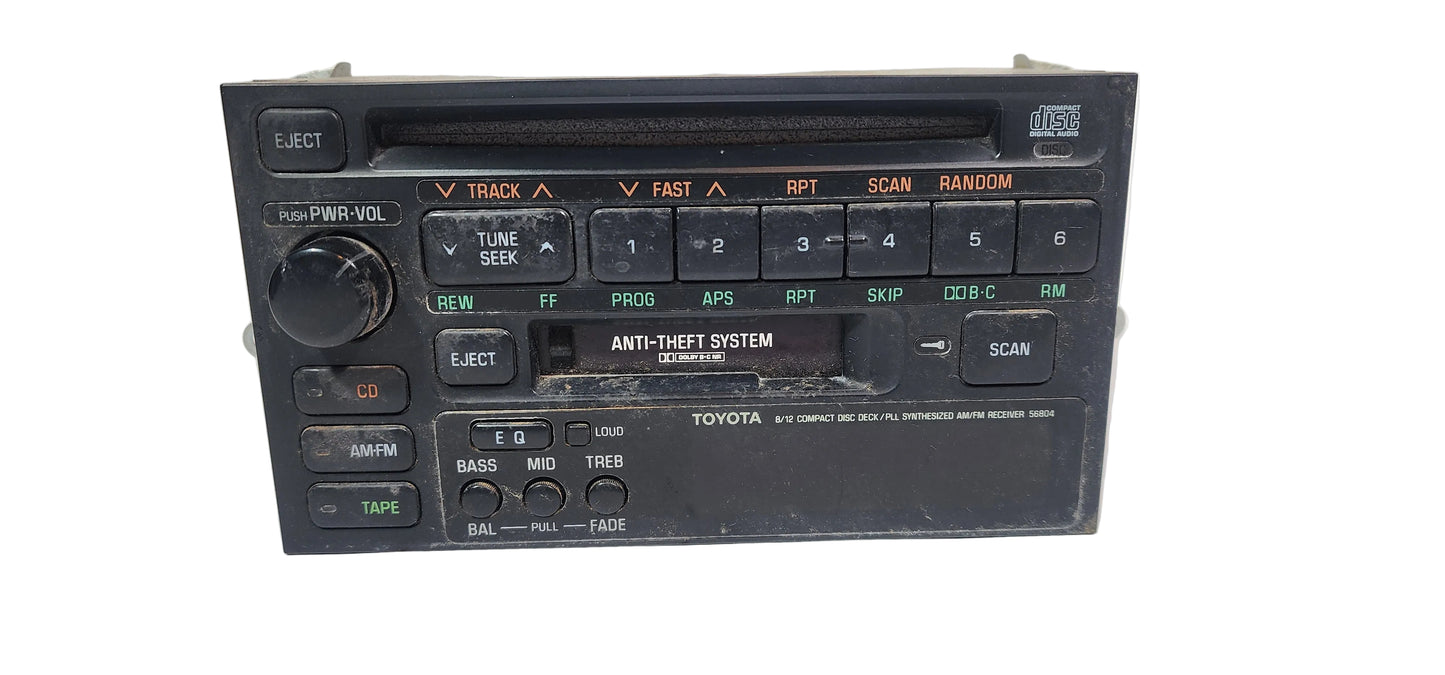 EJECT
COMPACT
disc
DIGITAL AUDIO
DISC
TRACK FAST RPT SCAN RANDOM
PUSH PWR·VOL
TUNE
SEEK
1 2 3 4 5 6
REW FF PROG APS RPT SKIP B·C RM
EJECT
ANTI-THEFT SYSTEM
DOLBY B-C NR
SCAN
CD
TOYOTA 8/12 COMPACT DISC DECK/PLL SYNTHESIZED AM/FM RECEIVER 56804
EQ LOUD
AM·FM
BASS MID TREB
TAPE
BAL PULL FADE